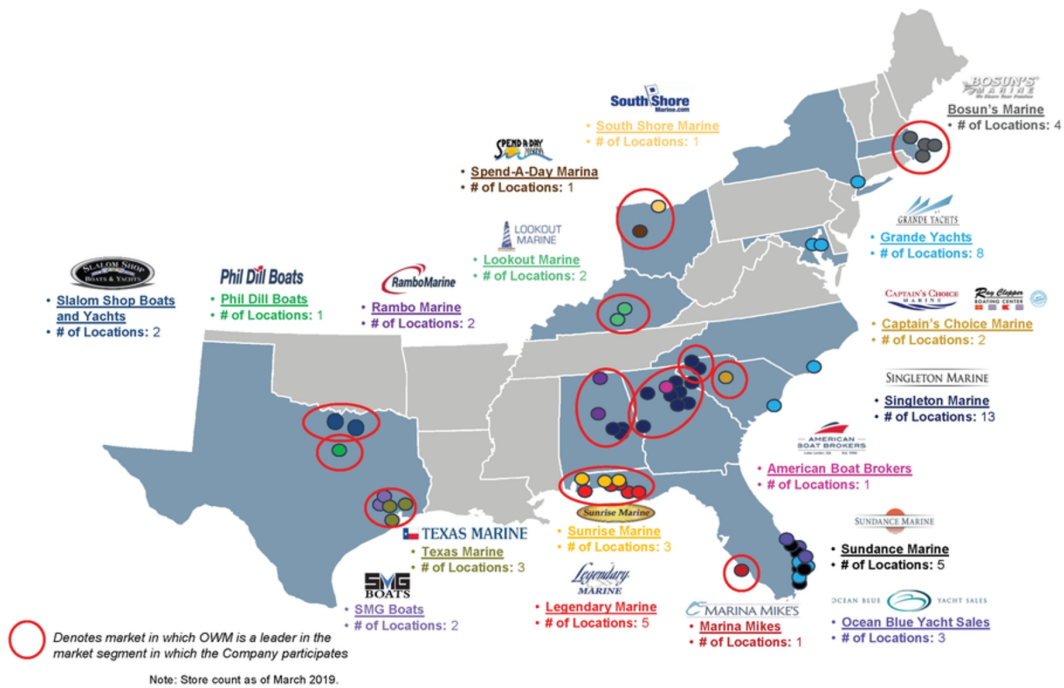 BOSUN'S
MARINE
Bosun's Marine
• # of Locations: 4
South Shore
Marine.com
• South Shore Marine
• # of Locations: 1
SPEND-A-DAY
MARINA
• Spend-A-Day Marina
• # of Locations: 1
LOOKOUT
MARINE
• Lookout Marine
• # of Locations: 2
GRANDE YACHTS
• Grande Yachts
• # of Locations: 8
SLALOM SHOP
BOATS & YACHTS
• Slalom Shop Boats
and Yachts
• # of Locations: 2
Phil Dill Boats
• Phil Dill Boats
• # of Locations: 1
RamboMarine
• Rambo Marine
• # of Locations: 2
CAPTAIN'S CHOICE
MARINE
Ray Clepper
BOATING CENTER
• Captain's Choice Marine
• # of Locations: 2
SINGLETON MARINE
• Singleton Marine
• # of Locations: 13
AMERICAN
BOAT BROKERS
• American Boat Brokers
• # of Locations: 1
Sunrise Marine
• Sunrise Marine
• # of Locations: 3
TEXAS MARINE
• Texas Marine
• # of Locations: 3
SUNDANCE MARINE
• Sundance Marine
• # of Locations: 5
SMG
BOATS
• SMG Boats
• # of Locations: 2
Legendary
MARINE
• Legendary Marine
• # of Locations: 5
MARINA MIKE'S
• Marina Mikes
• # of Locations: 1
OCEAN BLUE YACHT SALES
• Ocean Blue Yacht Sales
• # of Locations: 3
Denotes market in which OWM is a leader in the
market segment in which the Company participates
Note: Store count as of March 2019.